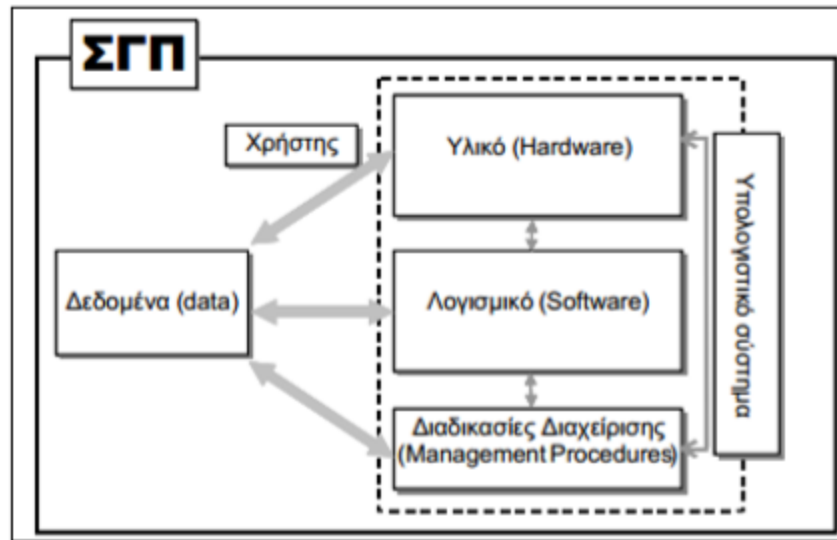 ΣΓΠ
Χρήστης
Υλικό (Hardware)
Δεδομένα (data)
Λογισμικό (Software)
Διαδικασίες Διαχείρισης
(Management Procedures)
Υπολογιστικό σύστημα